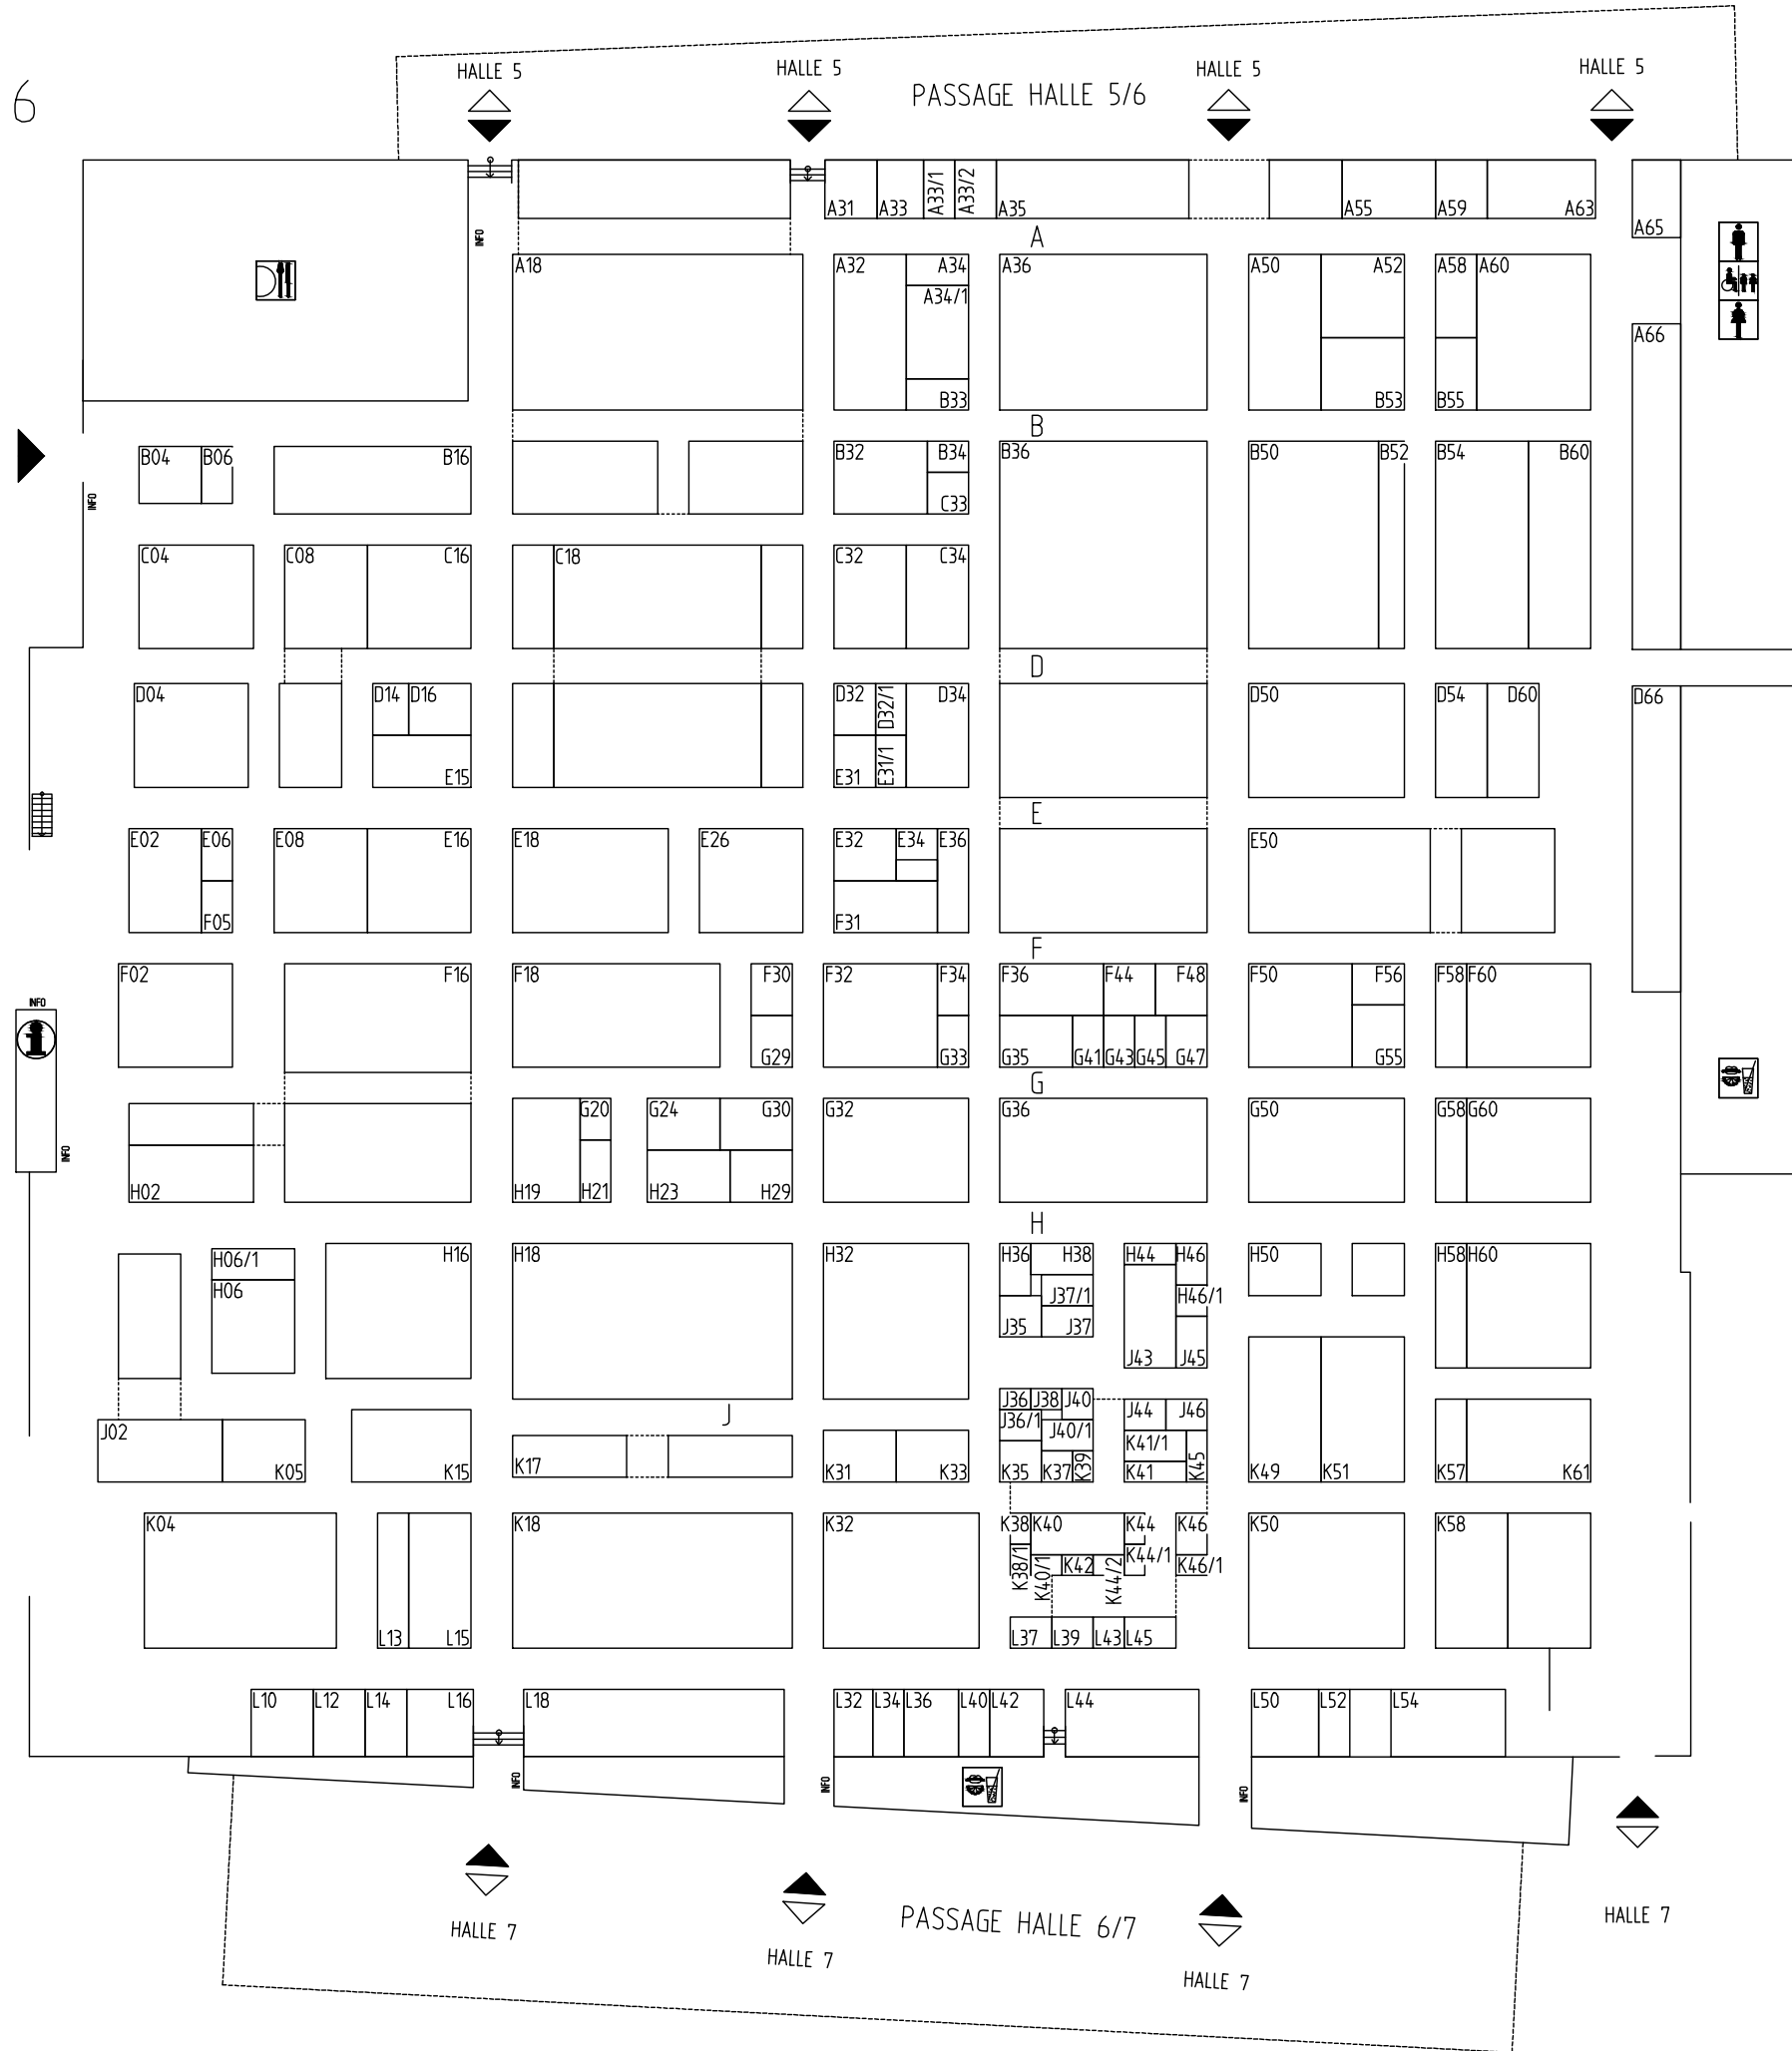 HALLE 5 HALLE 5 HALLE 5 HALLE 5
6 PASSAGE HALLE 5/6
A31 A33 A33/1 A33/2 A35 A55 A59 A63
A65
INFO A
A18 A32 A34 A36 A50 A52 A58 A60
A34/1
A66
B33 B53 B55
B
B04 B06 B16 B32 B34 B36 B50 B52 B54 B60
INFO C33
C04 C08 C16 C18 C32 C34
D
D04 D14 D16 D32 D32/1 D34 D50 D54 D60 D66
E15 E31 E31/1
E
E02 E06 E08 E16 E18 E26 E32 E34 E36 E50
F05 F31
F
F02 F16 F18 F30 F32 F34 F36 F44 F48 F50 F56 F58 F60
INFO
G29 G33 G35 G41 G43 G45 G47 G55
G
G20 G24 G30 G32 G36 G50 G58 G60
INFO
H02 H19 H21 H23 H29
H
H06/1 H16 H18 H32 H36 H38 H44 H46 H50 H58 H60
H06 J37/1 H46/1
J35 J37
J43 J45
J36 J38 J40
J J44 J46
J02 J36/1 J40/1 K41/1
K05 K15 K17 K31 K33 K35 K37 K39 K41 K45 K49 K51 K57 K61
K04 K18 K32 K38 K40 K44 K46 K50 K58
K38/1 K40/1 K42 K44/2 K44/1 K46/1
L13 L15 L37 L39 L43 L45
L10 L12 L14 L16 L18 L32 L34 L36 L40 L42 L44 L50 L52 L54
INFO INFO INFO
PASSAGE HALLE 6/7
HALLE 7 HALLE 7 HALLE 7 HALLE 7